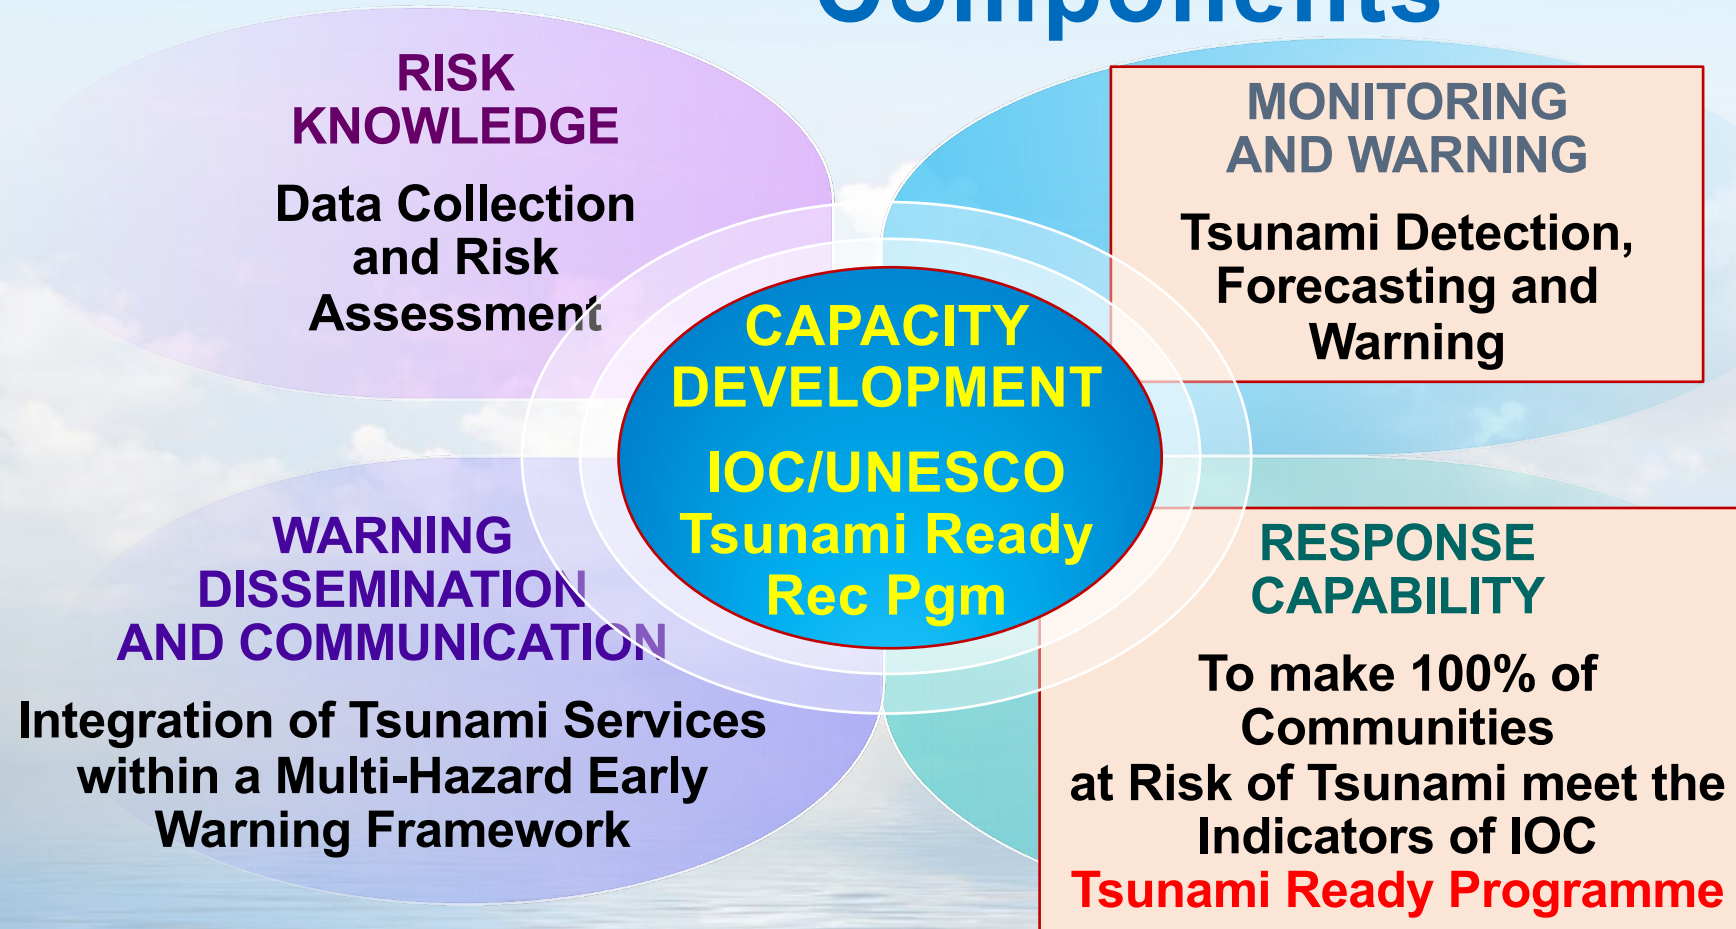 Components
RISK
KNOWLEDGE
Data Collection
and Risk
Assessment
MONITORING
AND WARNING
Tsunami Detection,
Forecasting and
Warning
CAPACITY
DEVELOPMENT
IOC/UNESCO
Tsunami Ready
Rec Pgm
WARNING
DISSEMINATION
AND COMMUNICATION
Integration of Tsunami Services
within a Multi-Hazard Early
Warning Framework
RESPONSE
CAPABILITY
To make 100% of
Communities
at Risk of Tsunami meet the
Indicators of IOC
Tsunami Ready Programme